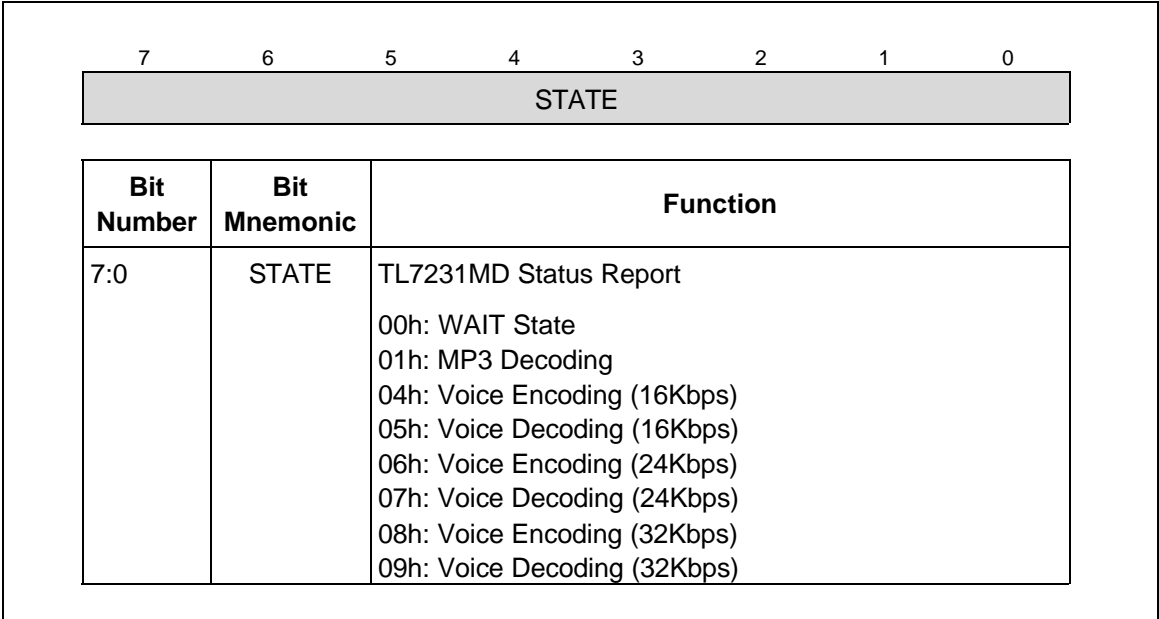 7 6 5 4 3 2 1 0
STATE
Bit Number Bit Mnemonic Function
7:0 STATE TL7231MD Status Report
00h: WAIT State
01h: MP3 Decoding
04h: Voice Encoding (16Kbps)
05h: Voice Decoding (16Kbps)
06h: Voice Encoding (24Kbps)
07h: Voice Decoding (24Kbps)
08h: Voice Encoding (32Kbps)
09h: Voice Decoding (32Kbps)